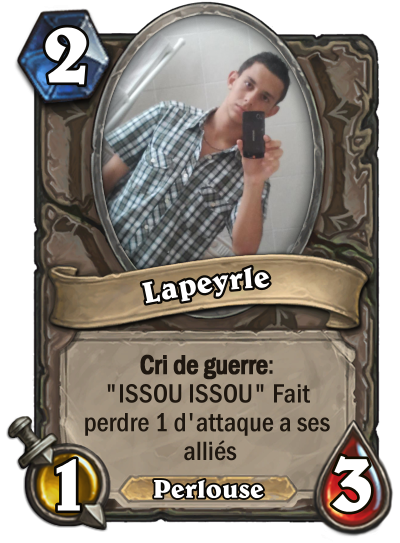 2
Lapeyrle
Cri de guerre:
"ISSOU ISSOU" Fait
perdre 1 d'attaque a ses
alliés
1
Perlouse
3